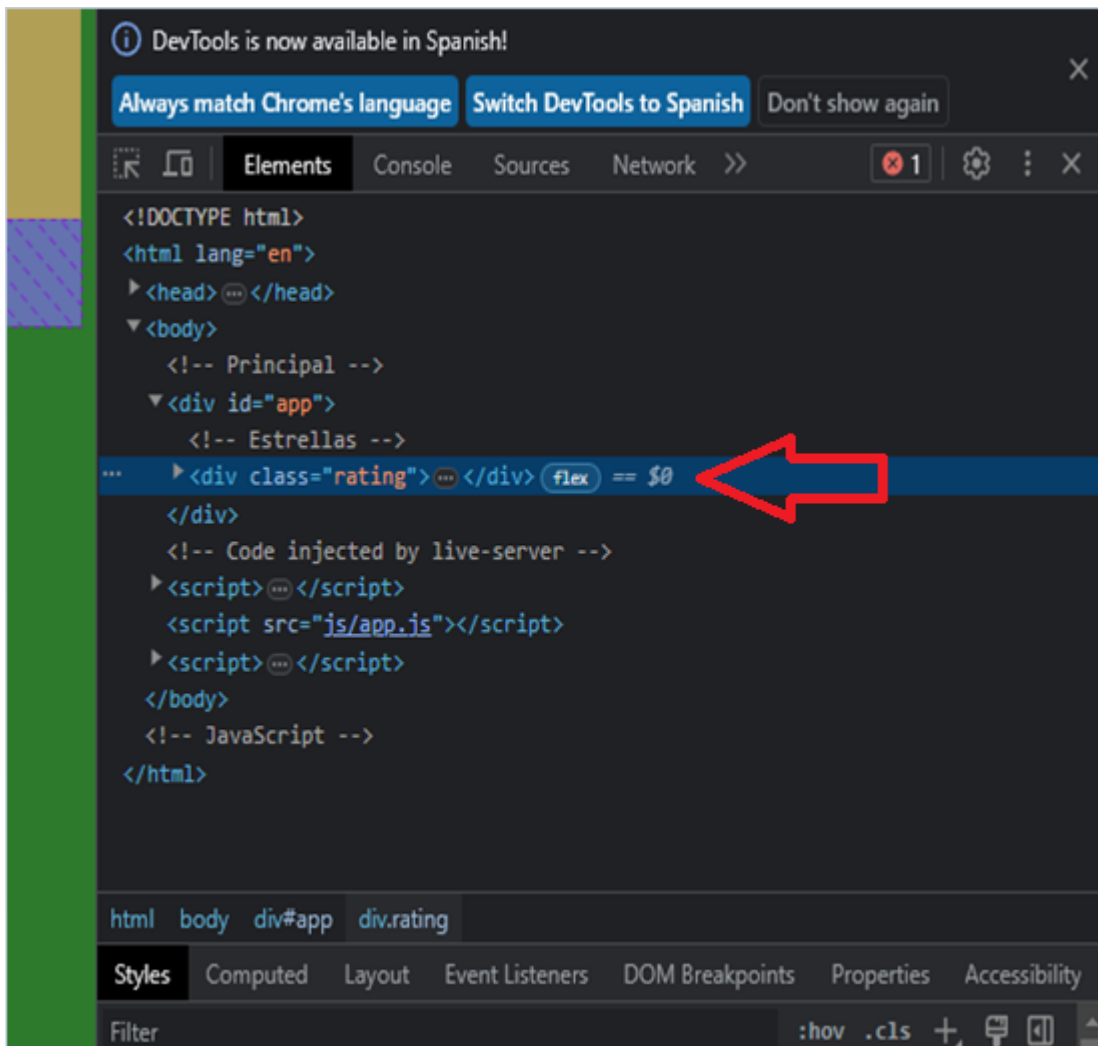 DevTools is now available in Spanish!
Always match Chrome's language Switch DevTools to Spanish Don't show again
Elements Console Sources Network >> 1
<!DOCTYPE html>
<html lang="en">
<head>…</head>
<body>
<!-- Principal -->
<div id="app">
<!-- Estrellas -->
… <div class="rating">…</div> flex == $0
</div>
<!-- Code injected by live-server -->
<script>…</script>
<script src="js/app.js"></script>
<script>…</script>
</body>
<!-- JavaScript -->
</html>
html body div#app div.rating
Styles Computed Layout Event Listeners DOM Breakpoints Properties Accessibility
Filter :hov .cls +